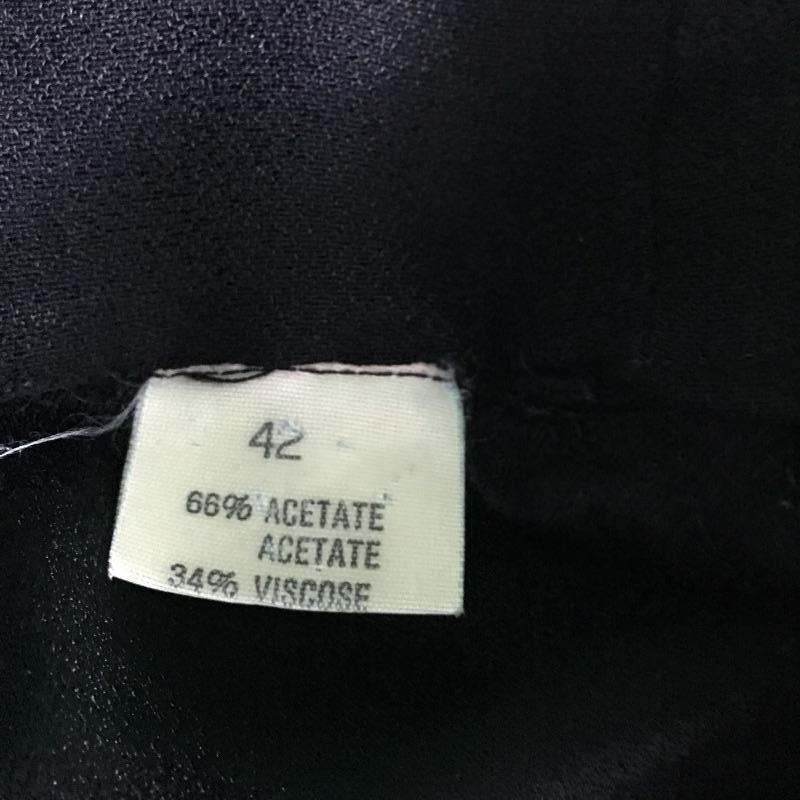 42
66% ACETATE
ACETATE
34% VISCOSE